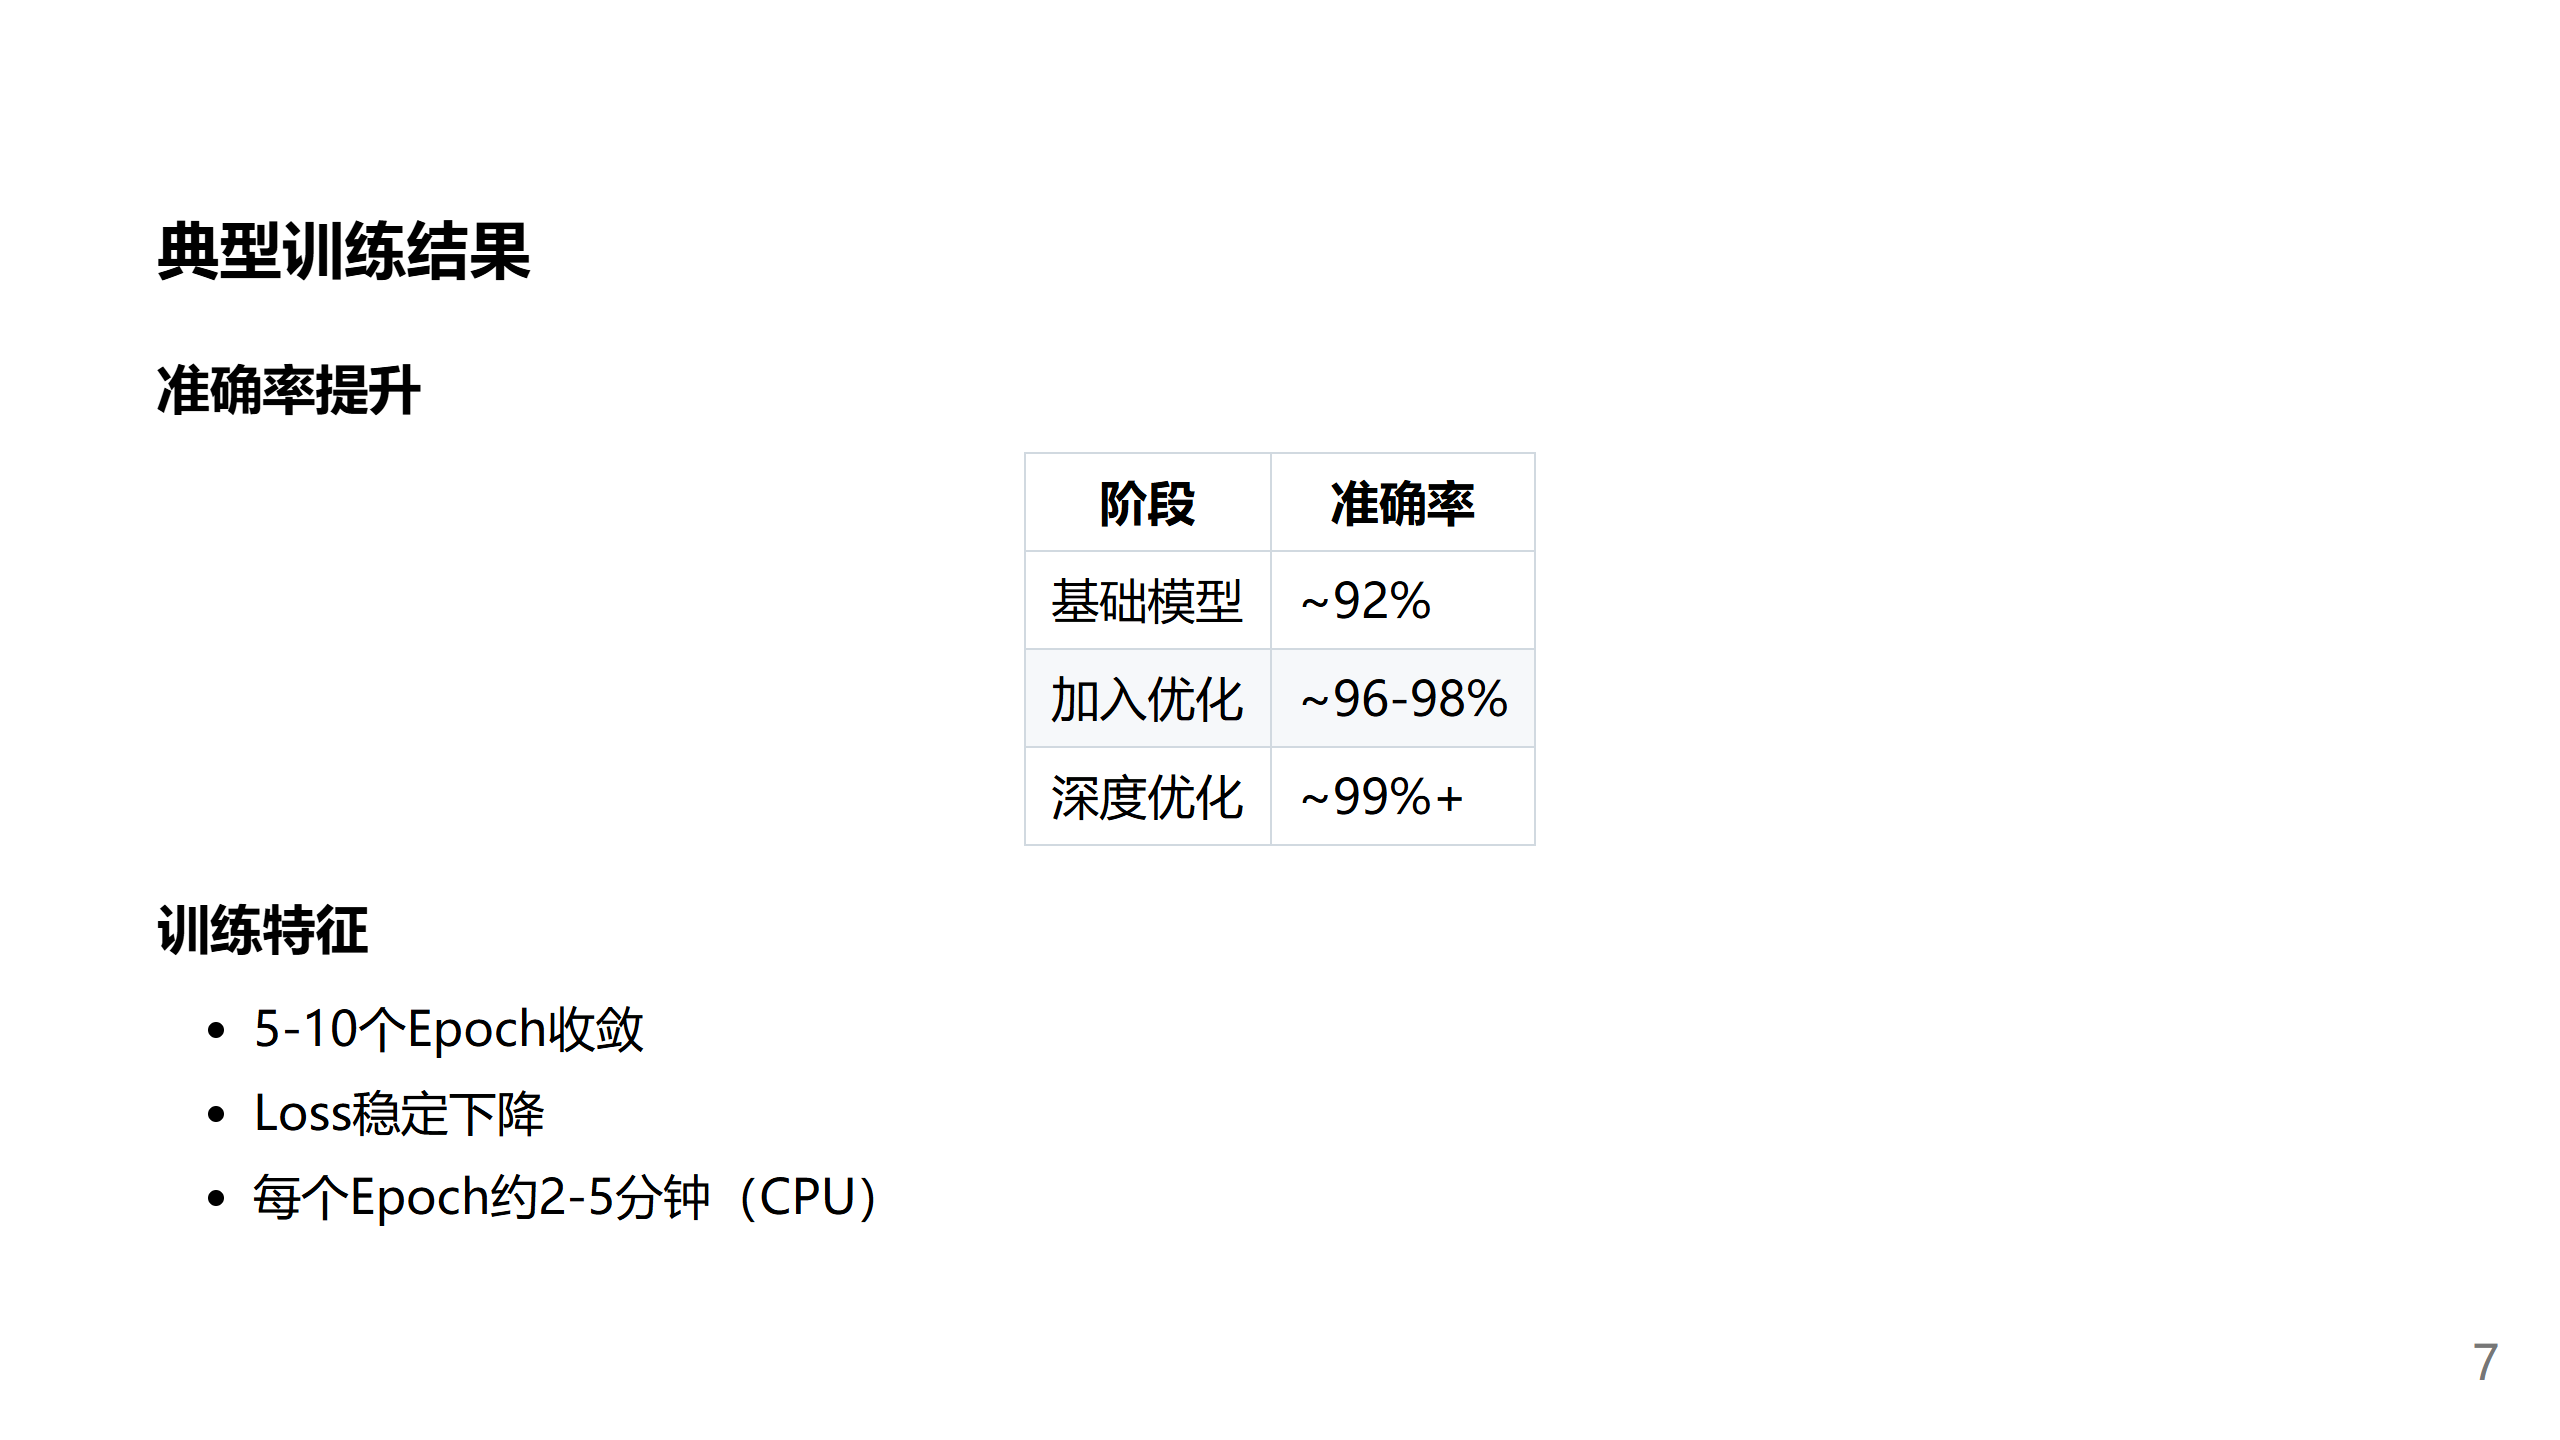 典型训练结果
准确率提升
阶段 准确率
基础模型 ~92%
加入优化 ~96-98%
深度优化 ~99%+
训练特征
• 5-10个Epoch收敛
• Loss稳定下降
• 每个Epoch约2-5分钟（CPU）
7